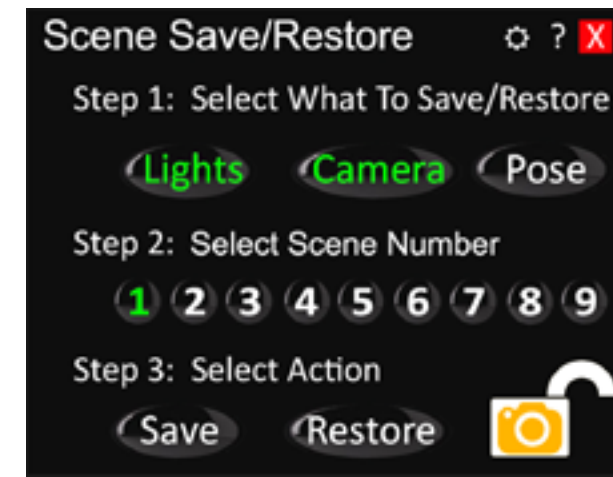 Scene Save/Restore ? X
Step 1: Select What To Save/Restore
Lights Camera Pose
Step 2: Select Scene Number
1 2 3 4 5 6 7 8 9
Step 3: Select Action
Save Restore